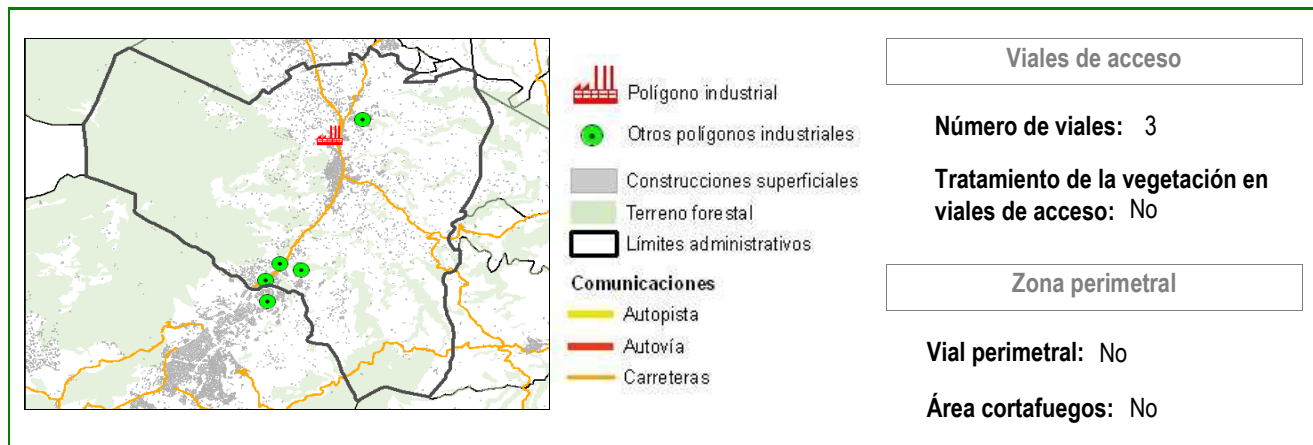 Polígono industrial
Otros polígonos industriales
Construcciones superficiales
Terreno forestal
Límites administrativos
Comunicaciones
Autopista
Autovía
Carreteras
Viales de acceso
Número de viales: 3
Tratamiento de la vegetación en
viales de acceso: No
Zona perimetral
Vial perimetral: No
Área cortafuegos: No